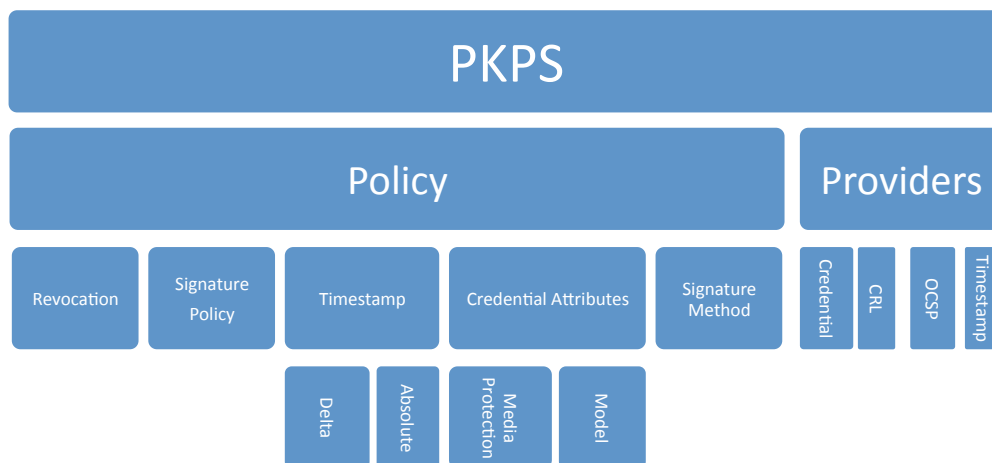 PKPS
Policy
Providers
Revocation
Signature
Policy
Timestamp
Credential Attributes
Signature
Method
Credential
CRL
OCSP
Timestamp
Delta
Absolute
Media
Protection
Model